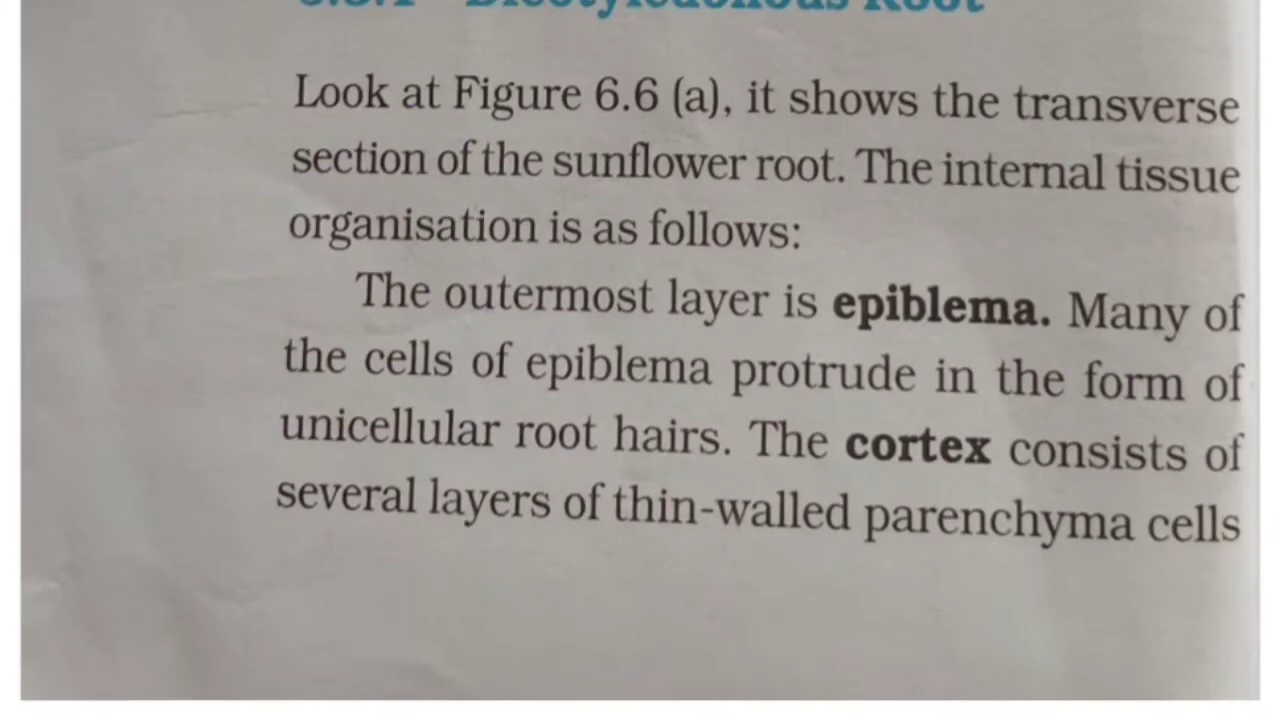 Dicotyledonous Root
Look at Figure 6.6 (a), it shows the transverse
section of the sunflower root. The internal tissue
organisation is as follows:
The outermost layer is epiblema. Many of
the cells of epiblema protrude in the form of
unicellular root hairs. The cortex consists of
several layers of thin-walled parenchyma cells